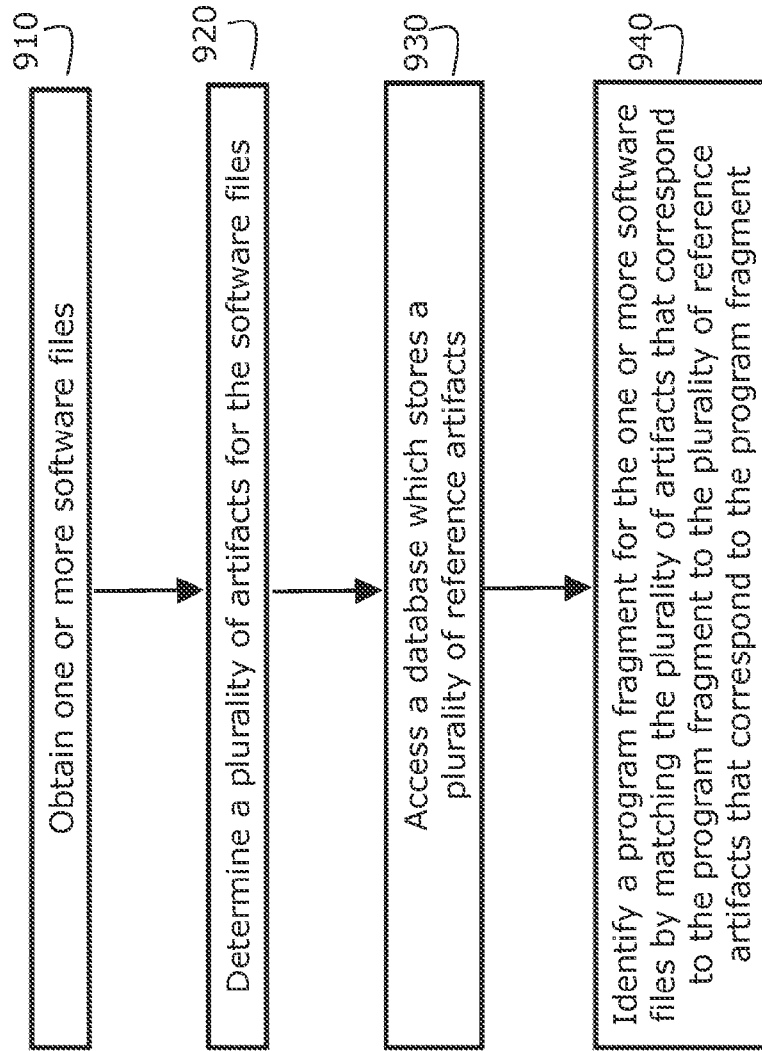 910
Obtain one or more software files
920
Determine a plurality of artifacts for the software files
930
Access a database which stores a
plurality of reference artifacts
940
Identify a program fragment for the one or more software
files by matching the plurality of artifacts that correspond
to the program fragment to the plurality of reference
artifacts that correspond to the program fragment